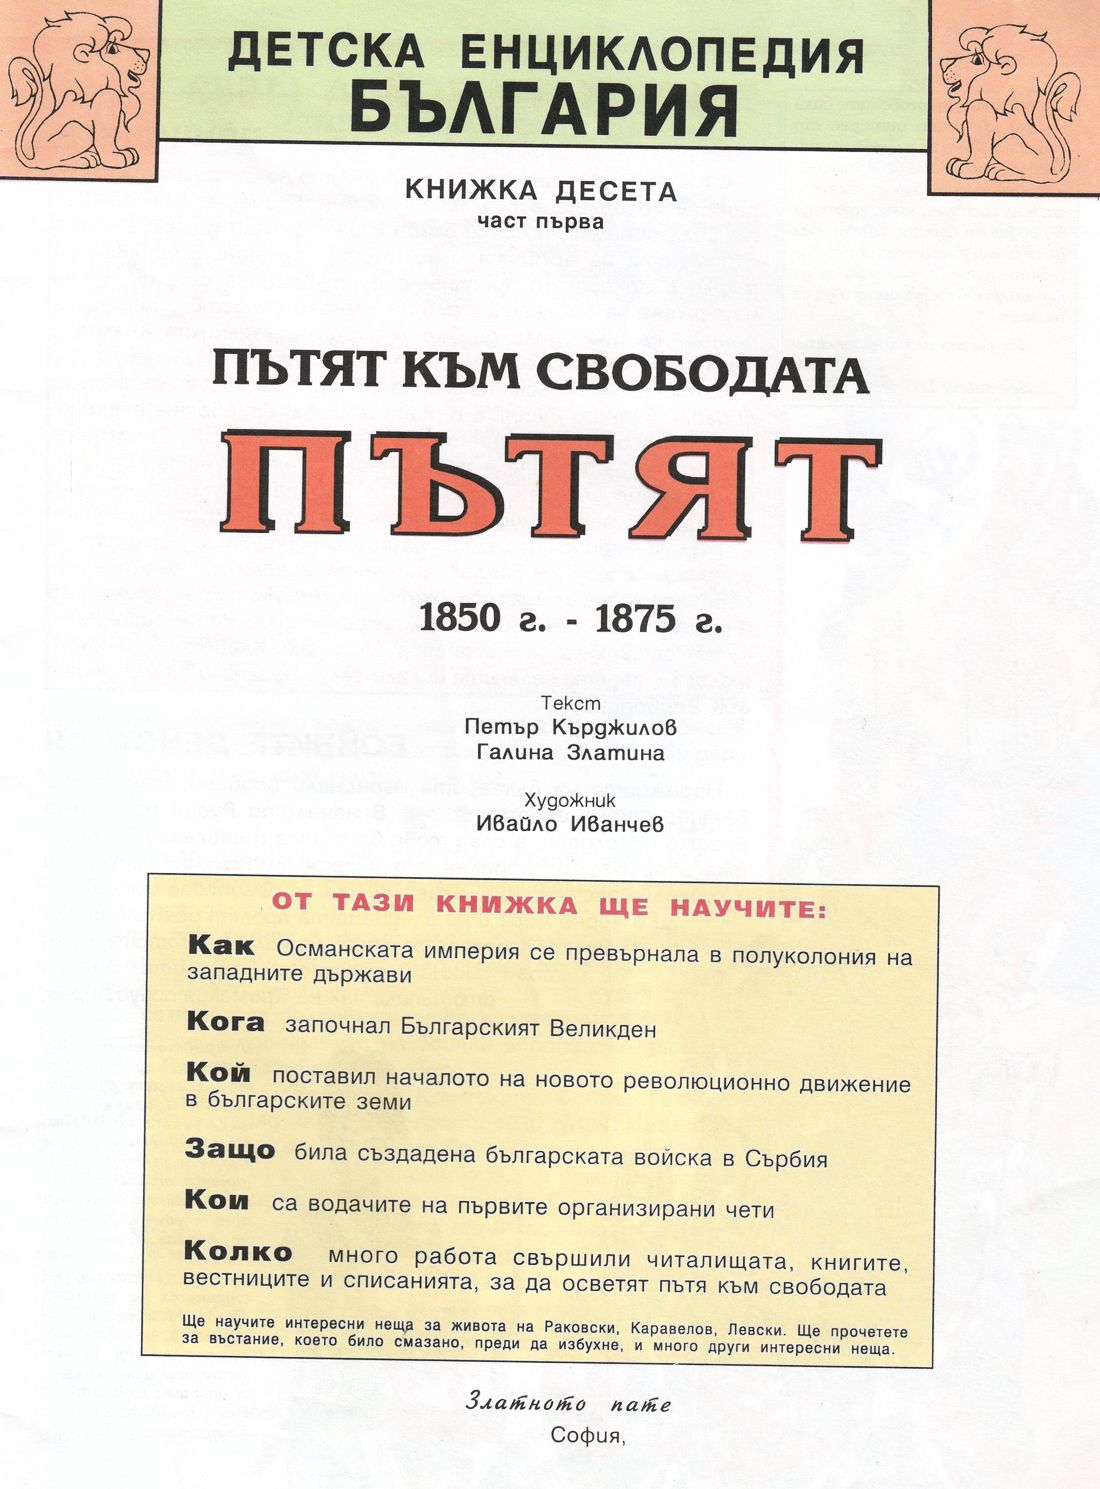 ДЕТСКА ЕНЦИКЛОПЕДИЯ
БЪЛГАРИЯ
КНИЖКА ДЕСЕТА
част първа
ПЪТЯТ КЪМ СВОБОДАТА
ПЪТЯТ
1850 г. - 1875 г.
Текст
Петър Кърджилов
Галина Златина
Художник
Ивайло Иванчев
ОТ ТАЗИ КНИЖКА ЩЕ НАУЧИТЕ:
Как Османската империя се превърнала в полуколония на
западните държави
Кога започнал Българският Великден
Кой поставил началото на новото революционно движение
в българските земи
Защо била създадена българската войска в Сърбия
Кои са водачите на първите организирани чети
Колко много работа свършили читалищата, книгите,
вестниците и списанията, за да осветят пътя към свободата
Ще научите интересни неща за живота на Раковски, Каравелов, Левски. Ще прочетете
за въстание, което било смазано, преди да избухне, и много други интересни неща.
Златното пате
София,